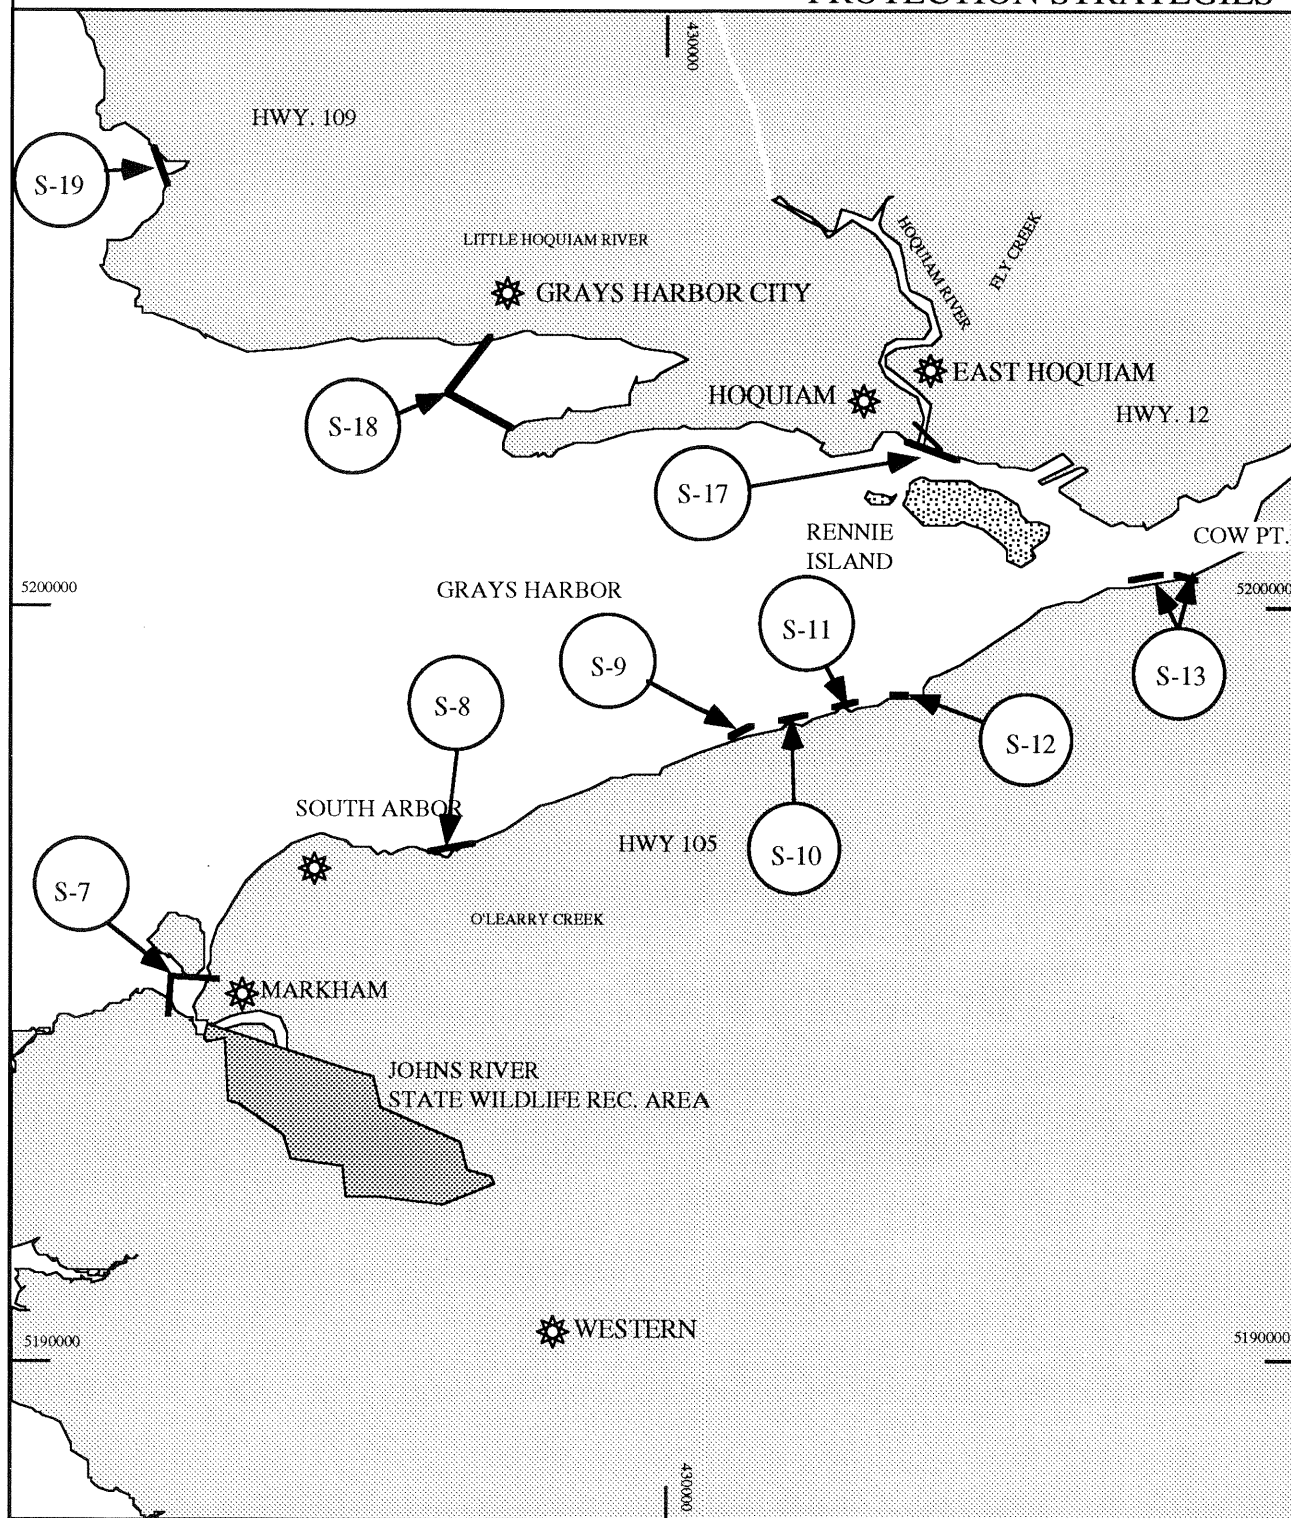 PROTECTION STRATEGIES
430000
HWY. 109
S-19
LITTLE HOQUIAM RIVER
HOQUIAM RIVER
FLY CREEK
GRAYS HARBOR CITY
EAST HOQUIAM
HOQUIAM
HWY. 12
S-18
S-17
RENNIE
ISLAND
COW PT.
5200000
5200000
GRAYS HARBOR
S-11
S-9
S-13
S-8
S-12
SOUTH ARBOR
HWY 105
S-10
S-7
O'LEARRY CREEK
MARKHAM
JOHNS RIVER
STATE WILDLIFE REC. AREA
WESTERN
5190000
5190000
430000